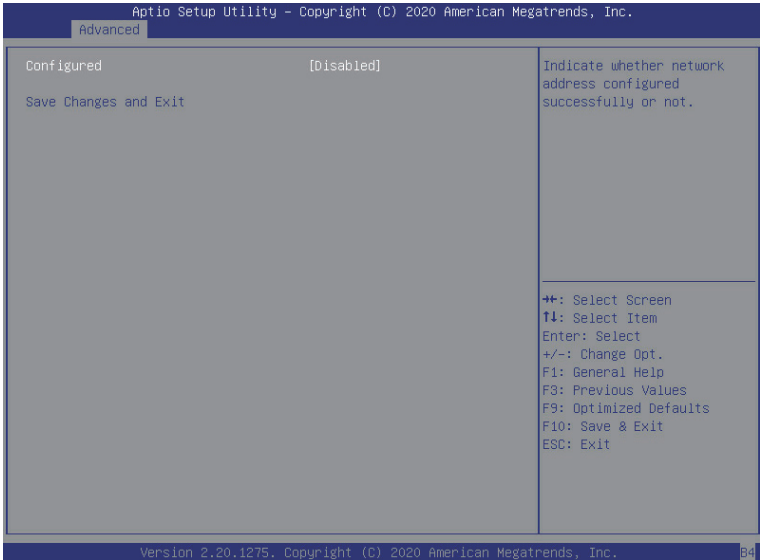 Aptio Setup Utility – Copyright (C) 2020 American Megatrends, Inc.
Advanced
Configured [Disabled]
Save Changes and Exit
Indicate whether network
address configured
successfully or not.
→←: Select Screen
↑↓: Select Item
Enter: Select
+/-: Change Opt.
F1: General Help
F3: Previous Values
F9: Optimized Defaults
F10: Save & Exit
ESC: Exit
Version 2.20.1275. Copyright (C) 2020 American Megatrends, Inc.
B4